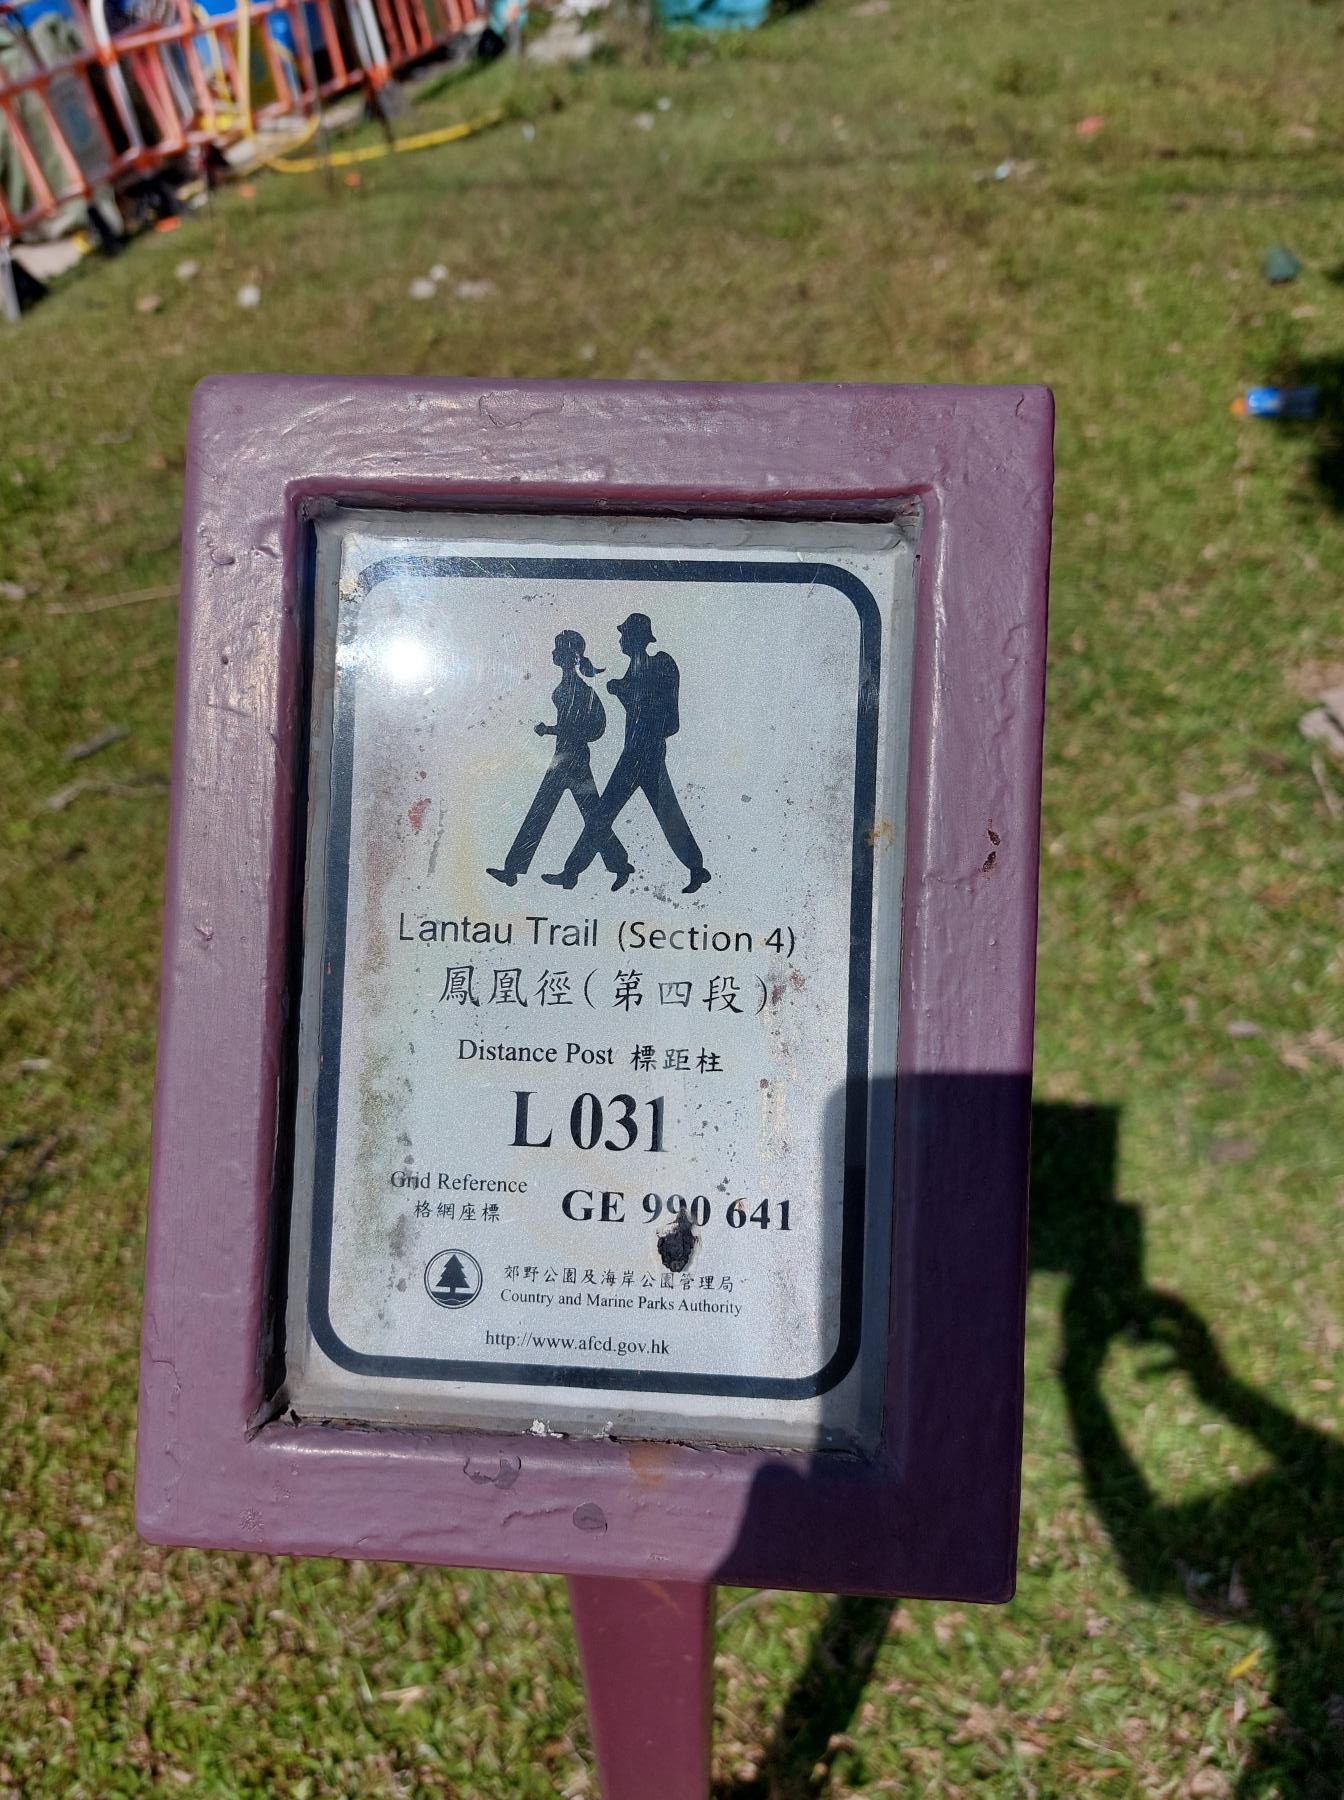 Lantau Trail (Section 4)
鳳凰徑(第四段)
Distance Post 標距柱
L 031
Grid Reference
格網座標
GE 990 641
郊野公園及海岸公園管理局
Country and Marine Parks Authority
http://www.afcd.gov.hk